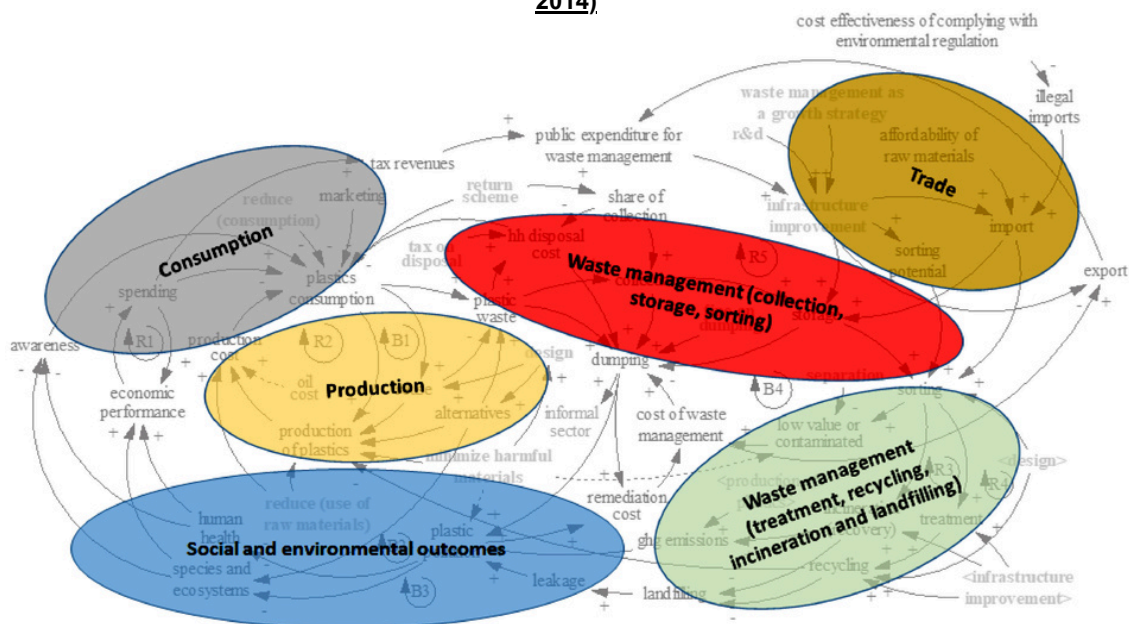 2014)
cost effectiveness of complying with
environmental regulation
illegal
imports
waste management as
a growth strategy
r&d
affordability of
raw materials
Trade
public expenditure for
waste management
tax revenues
marketing
return
scheme
share of
collection
reduce
(consumption)
infrastructure
improvement
import
sorting
potential
export
Consumption
tax on
disposal
hh disposal
cost
R5
Waste management (collection,
storage, sorting)
plastics
consumption
spending
plastic
waste
awareness
R1
production
cost
R2
B1
design
dumping
B4
separation
sorting
economic
performance
oil
cost
Production
alternatives
informal
sector
cost of waste
management
low value or
contaminated
production
of plastics
minimize harmful
materials
remediation
cost
R3
R4
<design>
Waste management
(treatment, recycling,
incineration and landfilling)
treatment
reduce (use of
raw materials)
human
health
plastic
Social and environmental outcomes
ghg emissions
species and
ecosystems
B3
leakage
landfilling
recycling
<infrastructure
improvement>